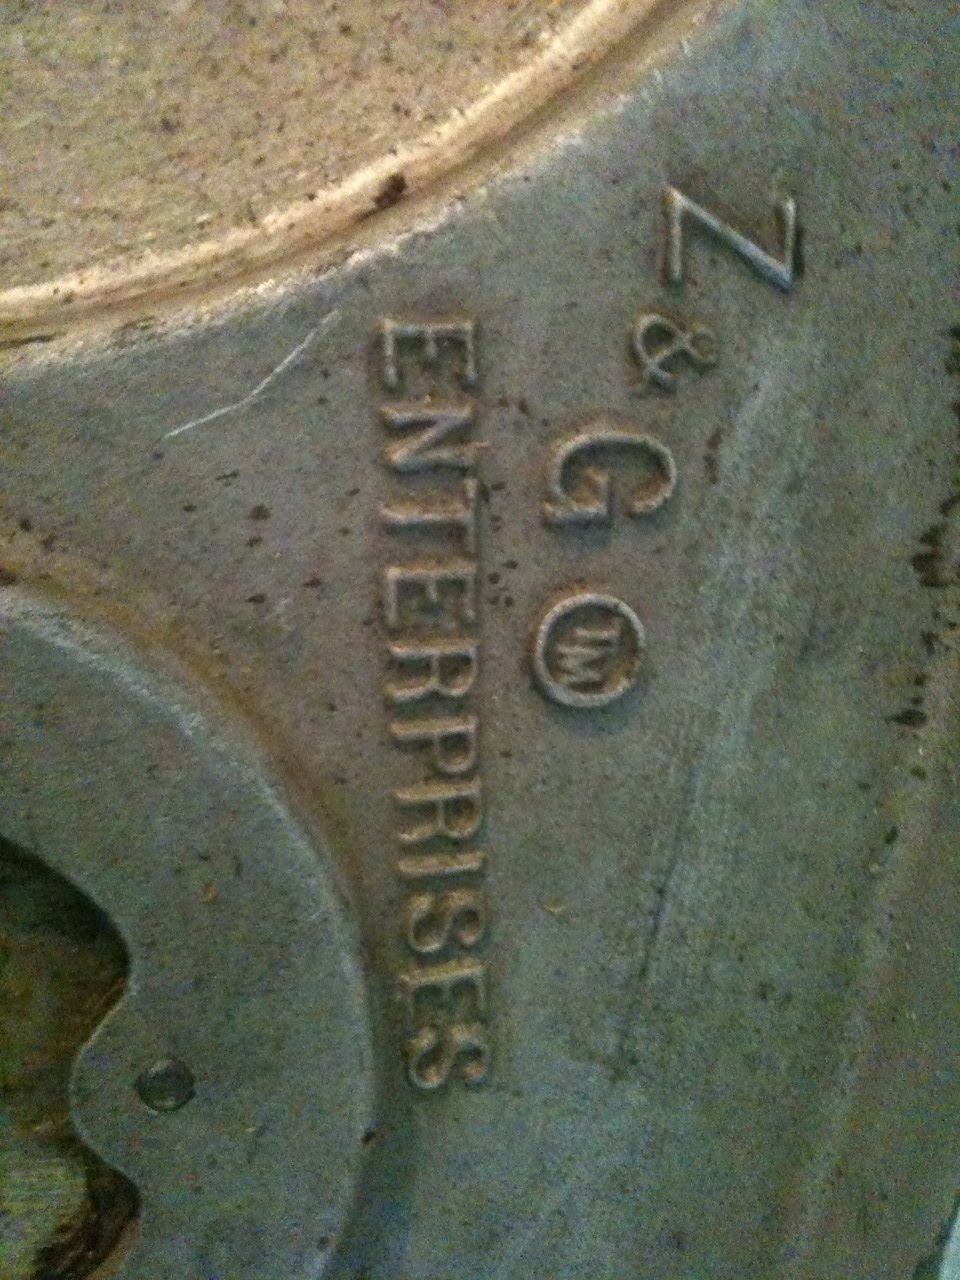 Z & G ™
ENTERPRISES